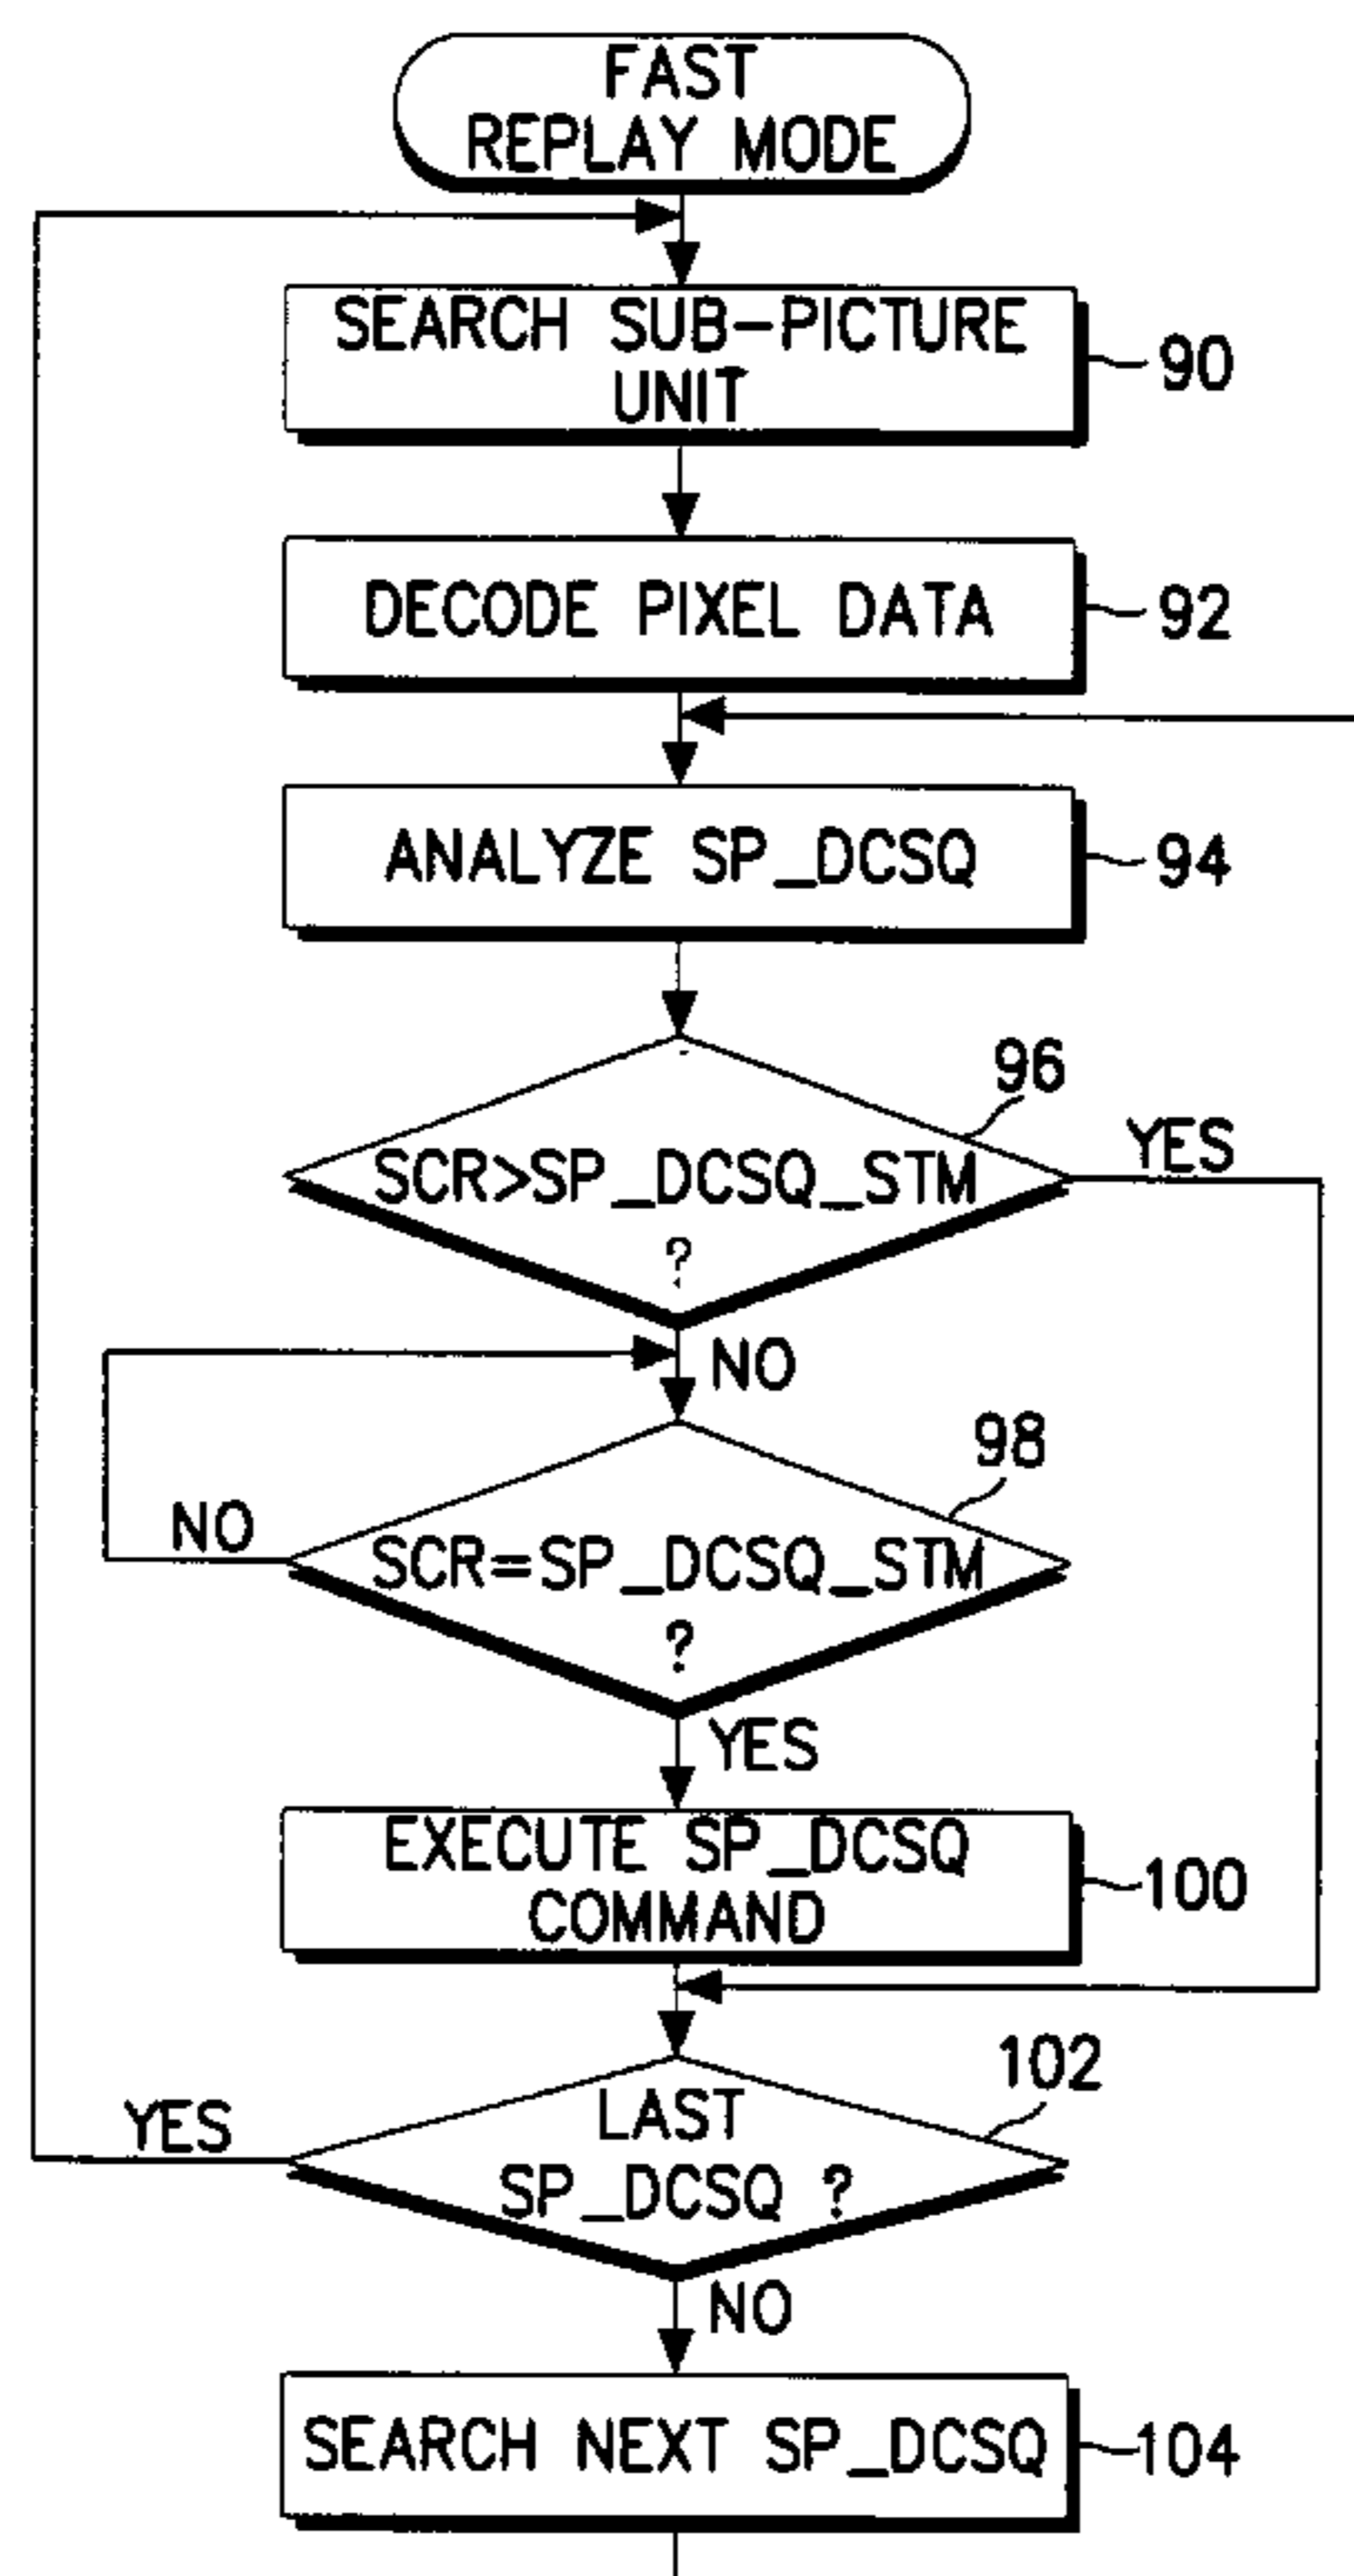 FAST
REPLAY MODE
SEARCH SUB-PICTURE
UNIT
90
DECODE PIXEL DATA
92
ANALYZE SP_DCSQ
94
96
YES
SCR>SP_DCSQ_STM
?
NO
98
NO
SCR=SP_DCSQ_STM
?
YES
EXECUTE SP_DCSQ
COMMAND
100
102
YES
LAST
SP_DCSQ ?
NO
SEARCH NEXT SP_DCSQ
104